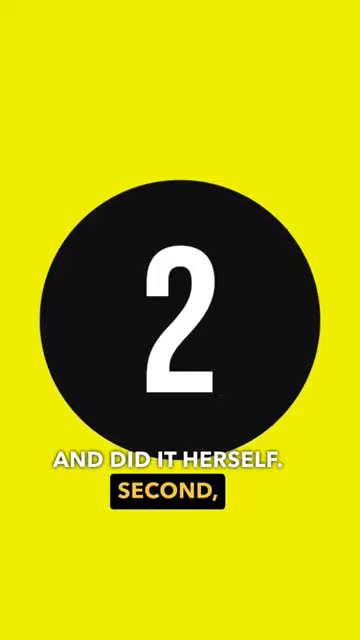 2
AND DID IT HERSELF.
SECOND,